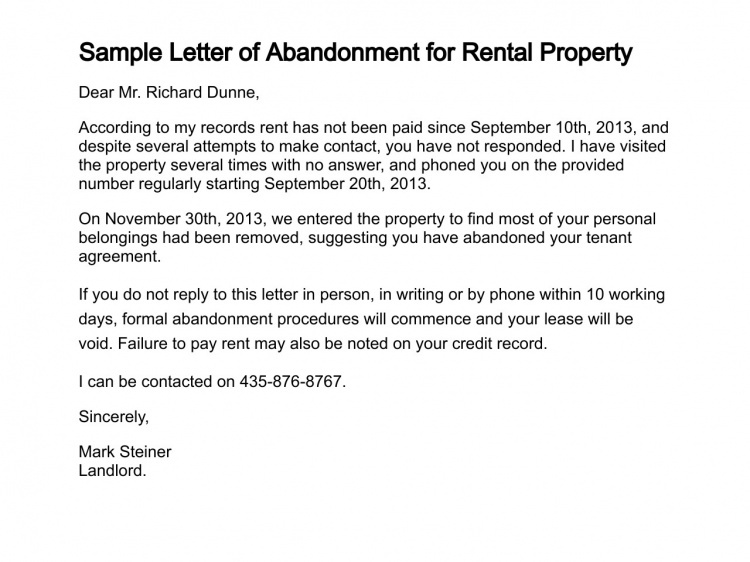 Sample Letter of Abandonment for Rental Property
Dear Mr. Richard Dunne,
According to my records rent has not been paid since September 10th, 2013, and
despite several attempts to make contact, you have not responded. I have visited
the property several times with no answer, and phoned you on the provided
number regularly starting September 20th, 2013.
On November 30th, 2013, we entered the property to find most of your personal
belongings had been removed, suggesting you have abandoned your tenant
agreement.
If you do not reply to this letter in person, in writing or by phone within 10 working
days, formal abandonment procedures will commence and your lease will be
void. Failure to pay rent may also be noted on your credit record.
I can be contacted on 435-876-8767.
Sincerely,
Mark Steiner
Landlord.